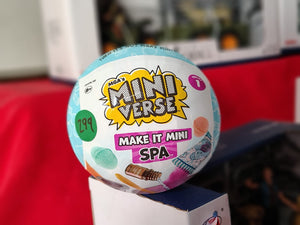 MGA's
MINI
VERSE
1
299
MAKE IT MINI
SPA